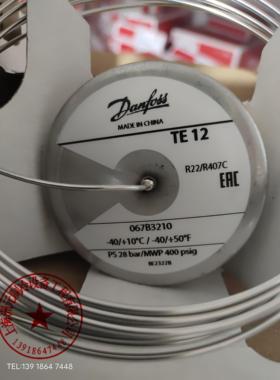 Danfoss
MADE IN CHINA
TE 12
R22/R407C
EAC
067B3210
-40/+10°C / -40/+50°F
PS 28 bar/MWP 400 psig
13918647448
TEL:139 1864 7448